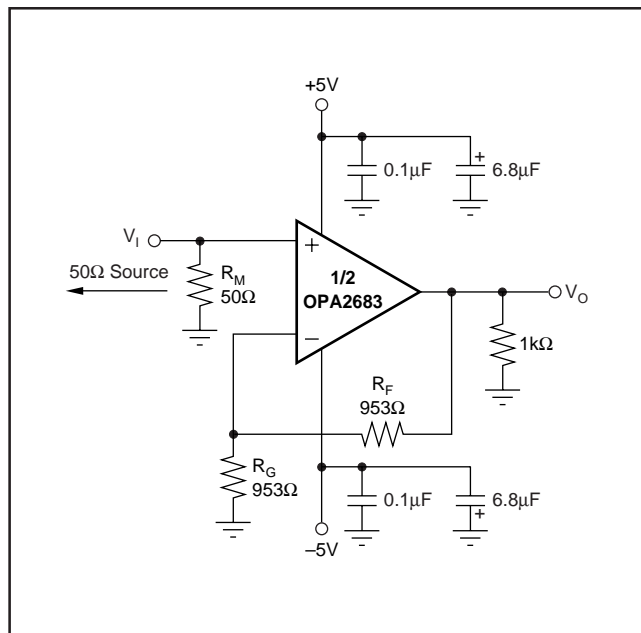 +5V
0.1µF
+
6.8µF
V_I
+
50Ω Source
R_M
50Ω
1/2
OPA2683
V_O
1kΩ
−
R_F
953Ω
R_G
953Ω
0.1µF
6.8µF
+
–5V